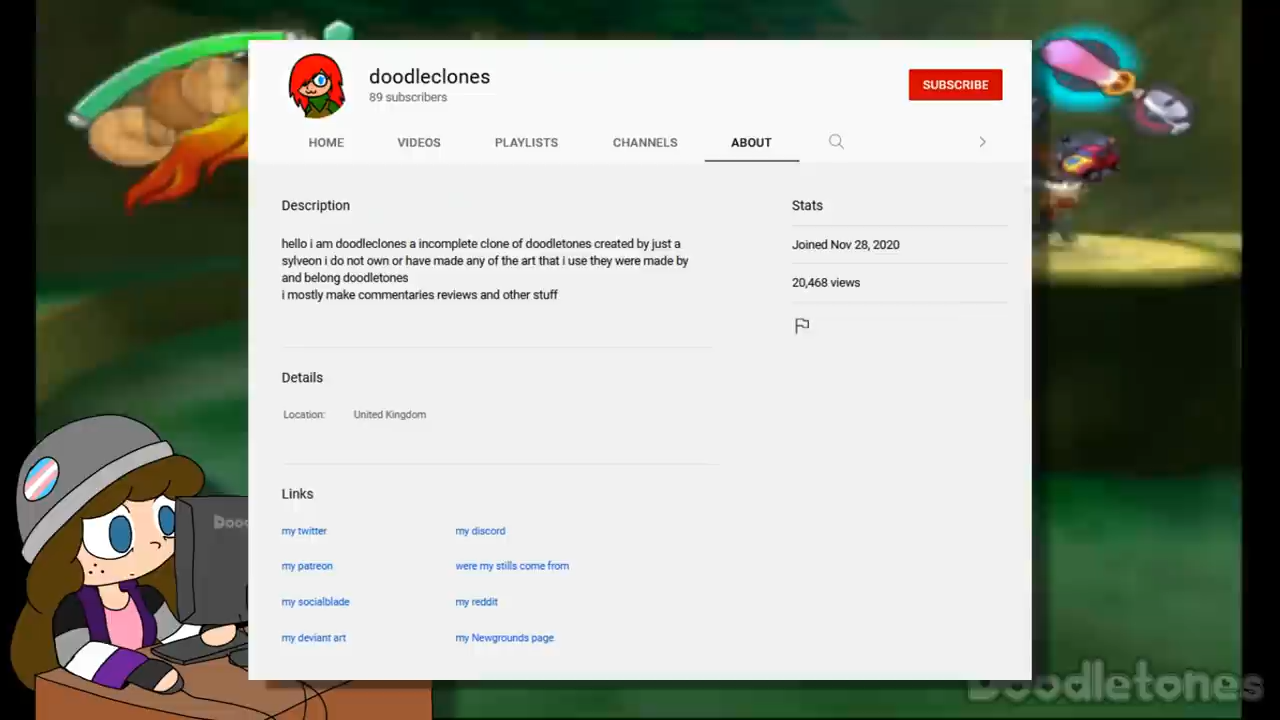 doodleclones
89 subscribers
SUBSCRIBE
HOME VIDEOS PLAYLISTS CHANNELS ABOUT
Description
hello i am doodleclones a incomplete clone of doodletones created by just a
sylveon i do not own or have made any of the art that i use they were made by
and belong doodletones
i mostly make commentaries reviews and other stuff
Stats
Joined Nov 28, 2020
20,468 views
Details
Location: United Kingdom
Links
my twitter my discord
my patreon were my stills come from
my socialblade my reddit
my deviant art my Newgrounds page
Doodletones